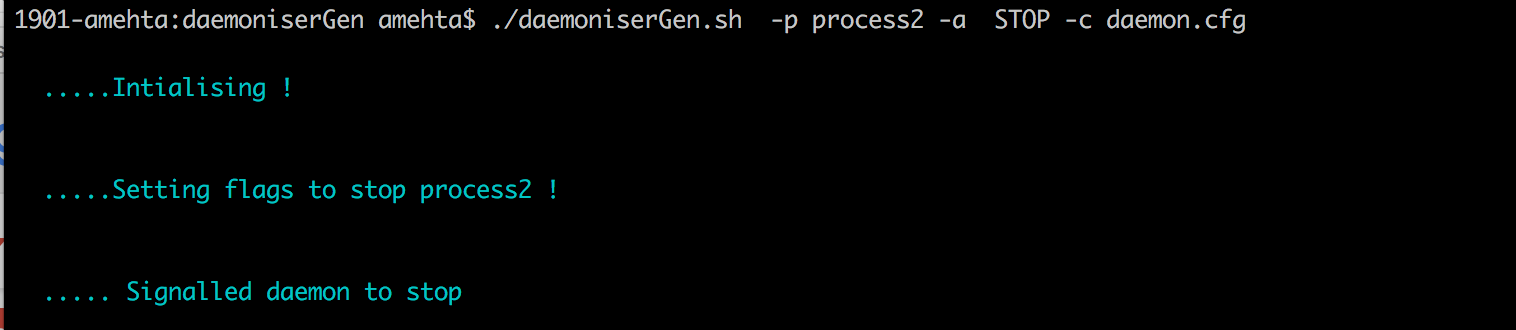 1901-amehta:daemoniserGen amehta$ ./daemoniserGen.sh  -p process2 -a  STOP -c daemon.cfg
.....Intialising !
.....Setting flags to stop process2 !
..... Signalled daemon to stop